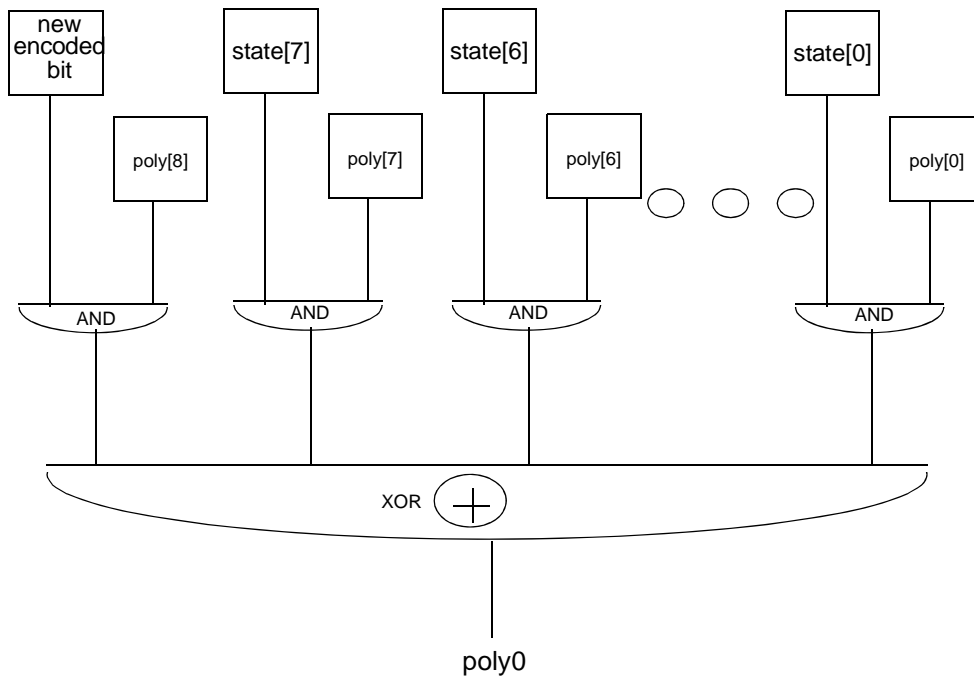 new
encoded
bit
state[7]
state[6]
state[0]
poly[8]
poly[7]
poly[6]
poly[0]
AND
AND
AND
AND
XOR
poly0